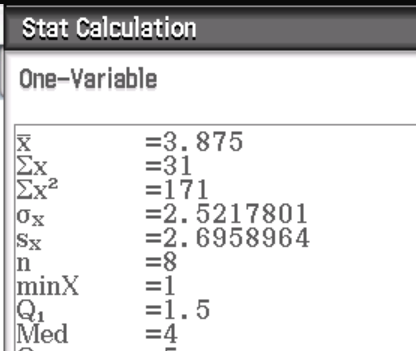 Stat Calculation
One-Variable
x̅ =3.875
Σx =31
Σx² =171
σₓ =2.5217801
sₓ =2.6958964
n =8
minX =1
Q₁ =1.5
Med =4